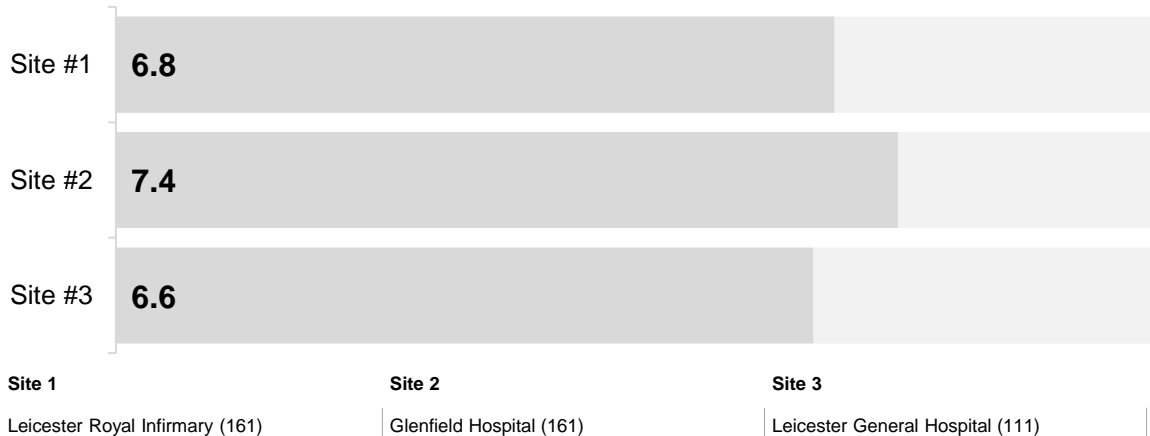 Site #1 6.8
Site #2 7.4
Site #3 6.6
Site 1 Site 2 Site 3
Leicester Royal Infirmary (161) Glenfield Hospital (161) Leicester General Hospital (111)